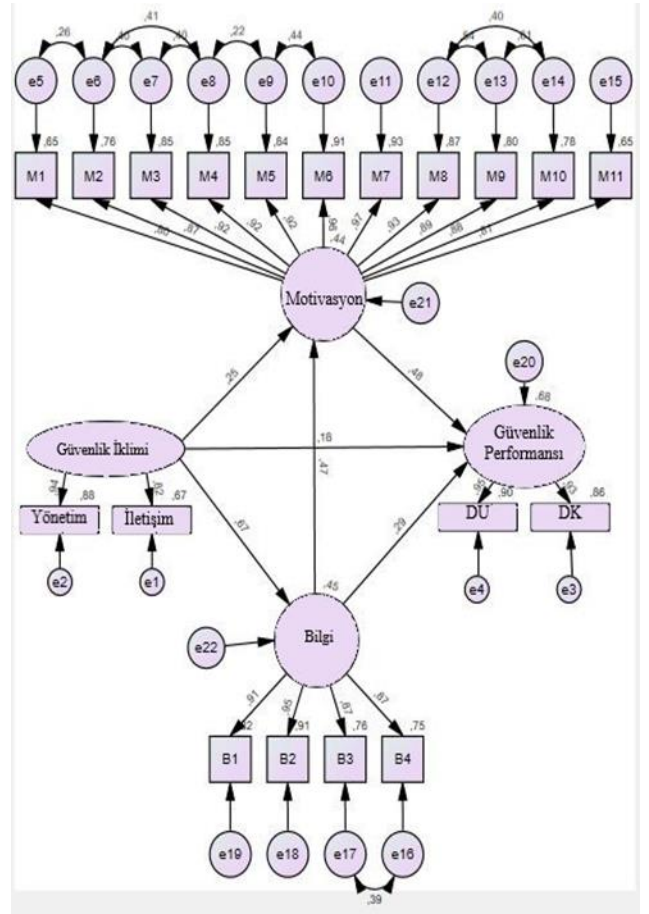 ,41 ,40
,26 ,40 ,40 ,22 ,44 ,54 ,61
e5 e6 e7 e8 e9 e10 e11 e12 e13 e14 e15
,65 ,76 ,85 ,85 ,84 ,91 ,93 ,87 ,80 ,78 ,65
M1 M2 M3 M4 M5 M6 M7 M8 M9 M10 M11
,80 ,87 ,92 ,92 ,92 ,96 ,97 ,93 ,89 ,88 ,81
,44
Motivasyon
e21
e20
,25 ,48 ,68
Güvenlik İklimi
,18
Güvenlik
Performansı
,94 ,88 ,82 ,67
,47
,95 ,90 ,93 ,86
Yönetim İletişim
DU DK
,67 ,29
e2 e1
e4 e3
,45
Bilgi
e22
,91 ,95 ,87 ,87
,91 ,76 ,75
B1 B2 B3 B4
e19 e18 e17 e16
,39